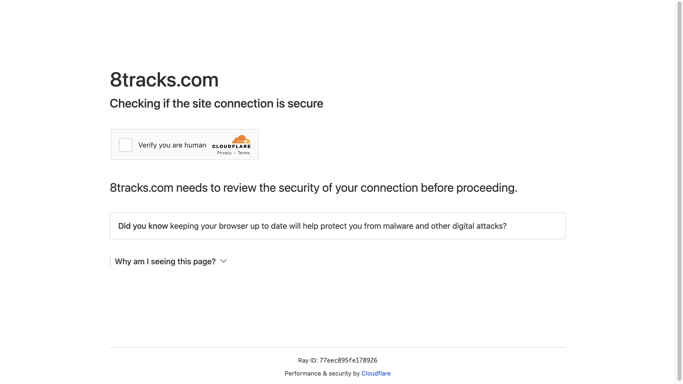 8tracks.com
Checking if the site connection is secure
Verify you are human
CLOUDFLARE
Privacy • Terms
8tracks.com needs to review the security of your connection before proceeding.
Did you know keeping your browser up to date will help protect you from malware and other digital attacks?
Why am I seeing this page?
Ray ID: 77eec895fe178926
Performance & security by Cloudflare